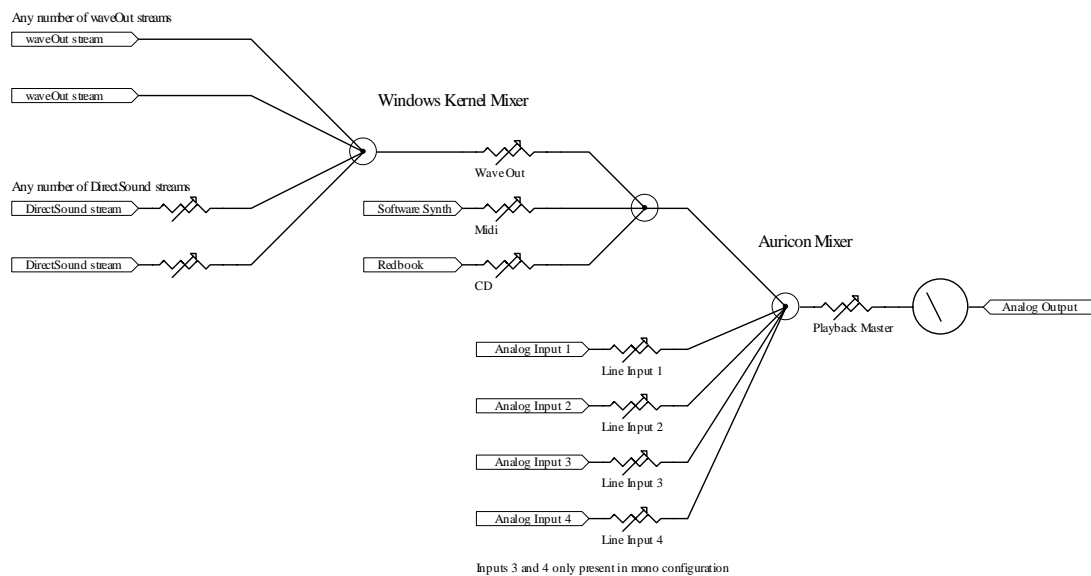 Any number of waveOut streams
waveOut stream
waveOut stream
Windows Kernel Mixer
WaveOut
Any number of DirectSound streams
DirectSound stream
DirectSound stream
Software Synth
Midi
Redbook
CD
Auricon Mixer
Playback Master
Analog Output
Analog Input 1
Line Input 1
Analog Input 2
Line Input 2
Analog Input 3
Line Input 3
Analog Input 4
Line Input 4
Inputs 3 and 4 only present in mono configuration